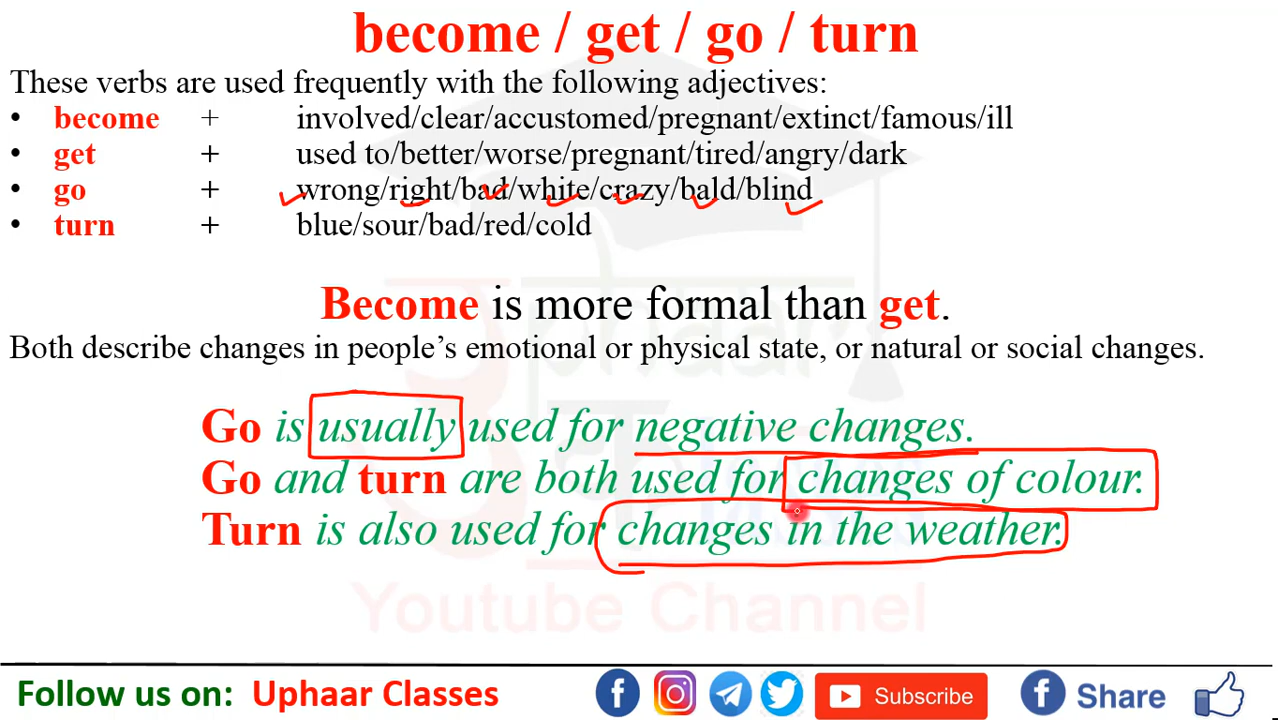 become / get / go / turn
These verbs are used frequently with the following adjectives:
• become + involved/clear/accustomed/pregnant/extinct/famous/ill
• get + used to/better/worse/pregnant/tired/angry/dark
• go + wrong/right/bad/white/crazy/bald/blind
• turn + blue/sour/bad/red/cold
Become is more formal than get.
Both describe changes in people's emotional or physical state, or natural or social changes.
Go is usually used for negative changes.
Go and turn are both used for changes of colour.
Turn is also used for changes in the weather.
Youtube Channel
Follow us on: Uphaar Classes Subscribe Share